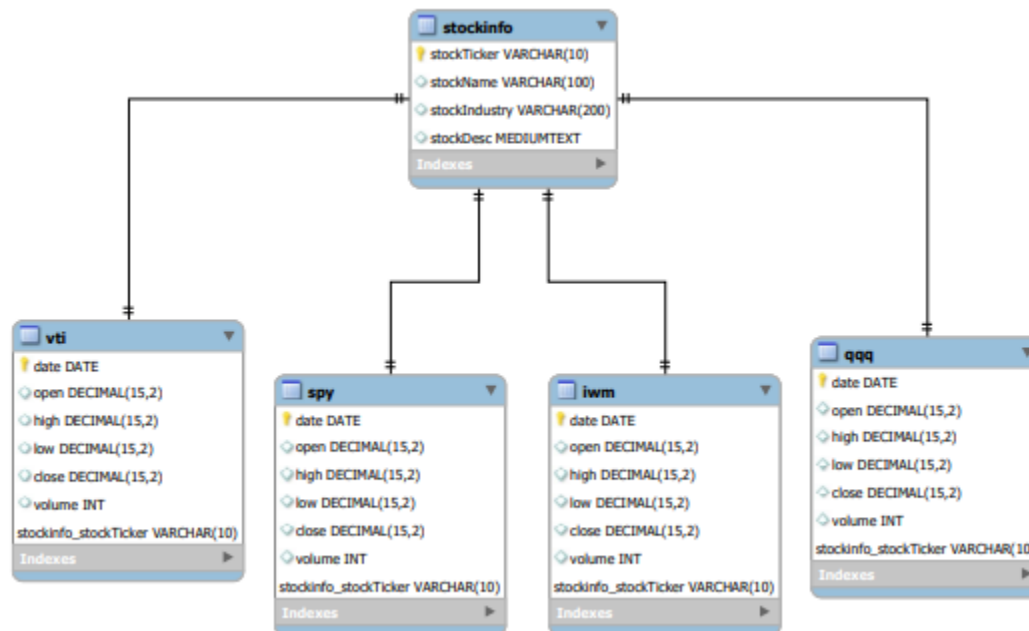 stockinfo
stockTicker VARCHAR(10)
stockName VARCHAR(100)
stockIndustry VARCHAR(200)
stockDesc MEDIUMTEXT
Indexes
vti
date DATE
open DECIMAL(15,2)
high DECIMAL(15,2)
low DECIMAL(15,2)
close DECIMAL(15,2)
volume INT
stockinfo_stockTicker VARCHAR(10)
Indexes
spy
date DATE
open DECIMAL(15,2)
high DECIMAL(15,2)
low DECIMAL(15,2)
close DECIMAL(15,2)
volume INT
stockinfo_stockTicker VARCHAR(10)
Indexes
iwm
date DATE
open DECIMAL(15,2)
high DECIMAL(15,2)
low DECIMAL(15,2)
close DECIMAL(15,2)
volume INT
stockinfo_stockTicker VARCHAR(10)
Indexes
qqq
date DATE
open DECIMAL(15,2)
high DECIMAL(15,2)
low DECIMAL(15,2)
close DECIMAL(15,2)
volume INT
stockinfo_stockTicker VARCHAR(10
Indexes